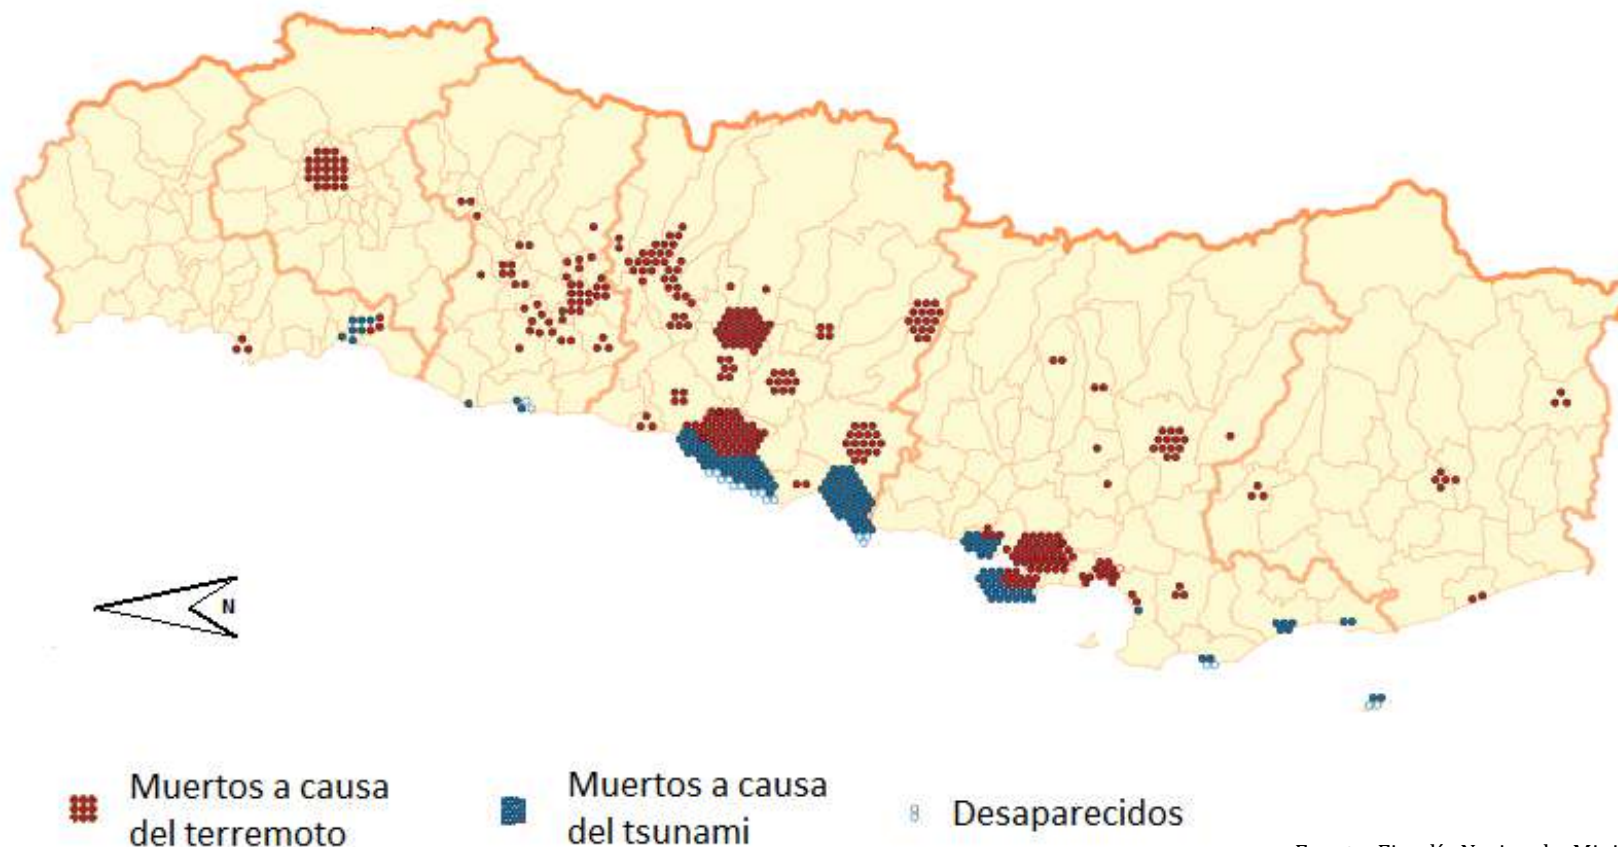 N
Muertos a causa
del terremoto
Muertos a causa
del tsunami
Desaparecidos